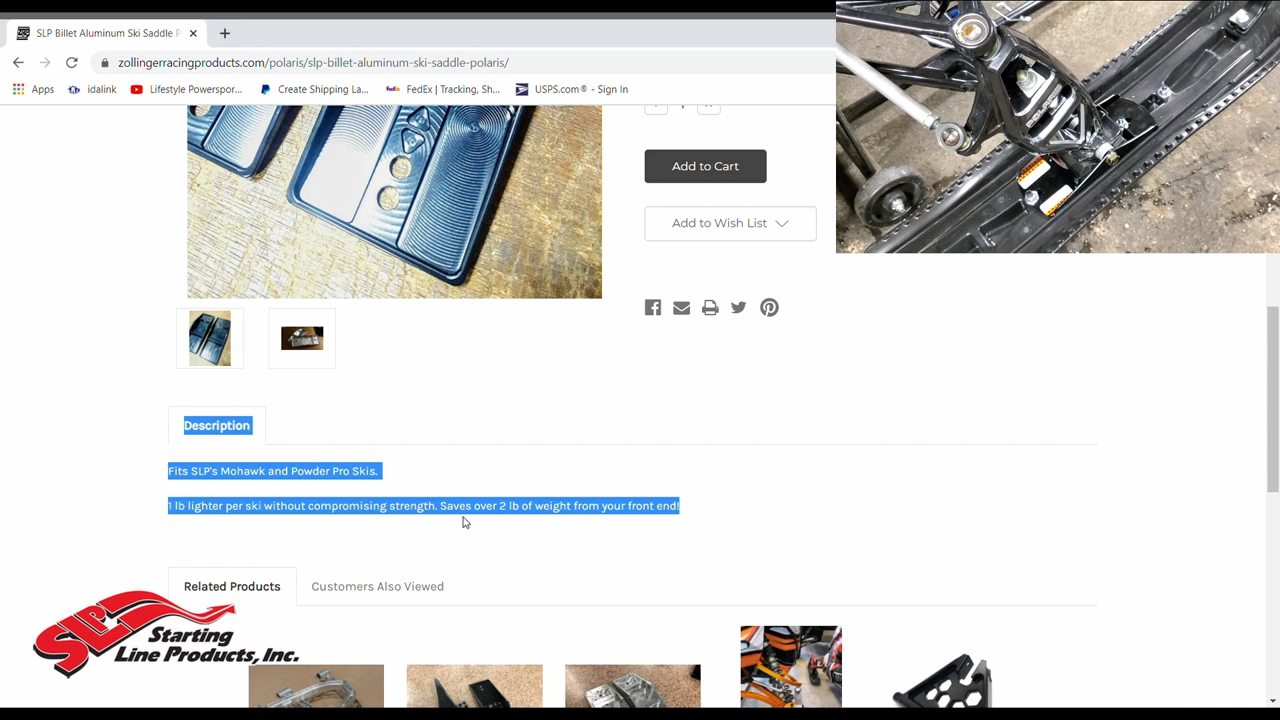 SLP Billet Aluminum Ski Saddle P
zollingerracingproducts.com/polaris/slp-billet-aluminum-ski-saddle-polaris/
Apps
idalink
Lifestyle Powerspor...
Create Shipping La...
FedEx | Tracking, Sh...
USPS.com® - Sign In
Add to Cart
Add to Wish List
Description
Fits SLP's Mohawk and Powder Pro Skis.
1 lb lighter per ski without compromising strength. Saves over 2 lb of weight from your front end!
Related Products
Customers Also Viewed
SLP
Starting
Line Products, Inc.